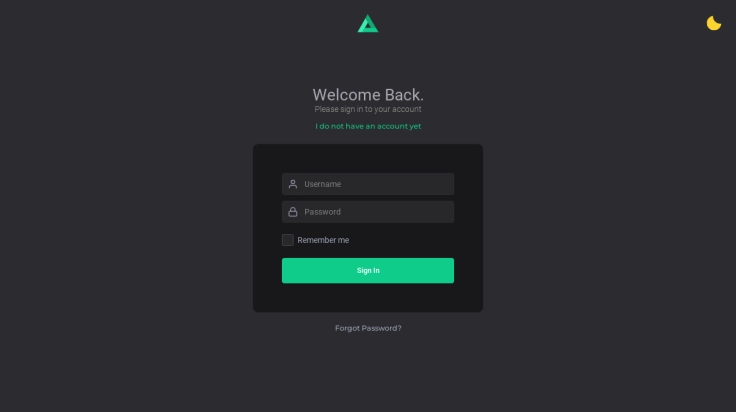 Welcome Back.
Please sign in to your account
I do not have an account yet
Username
Password
Remember me
Sign In
Forgot Password?